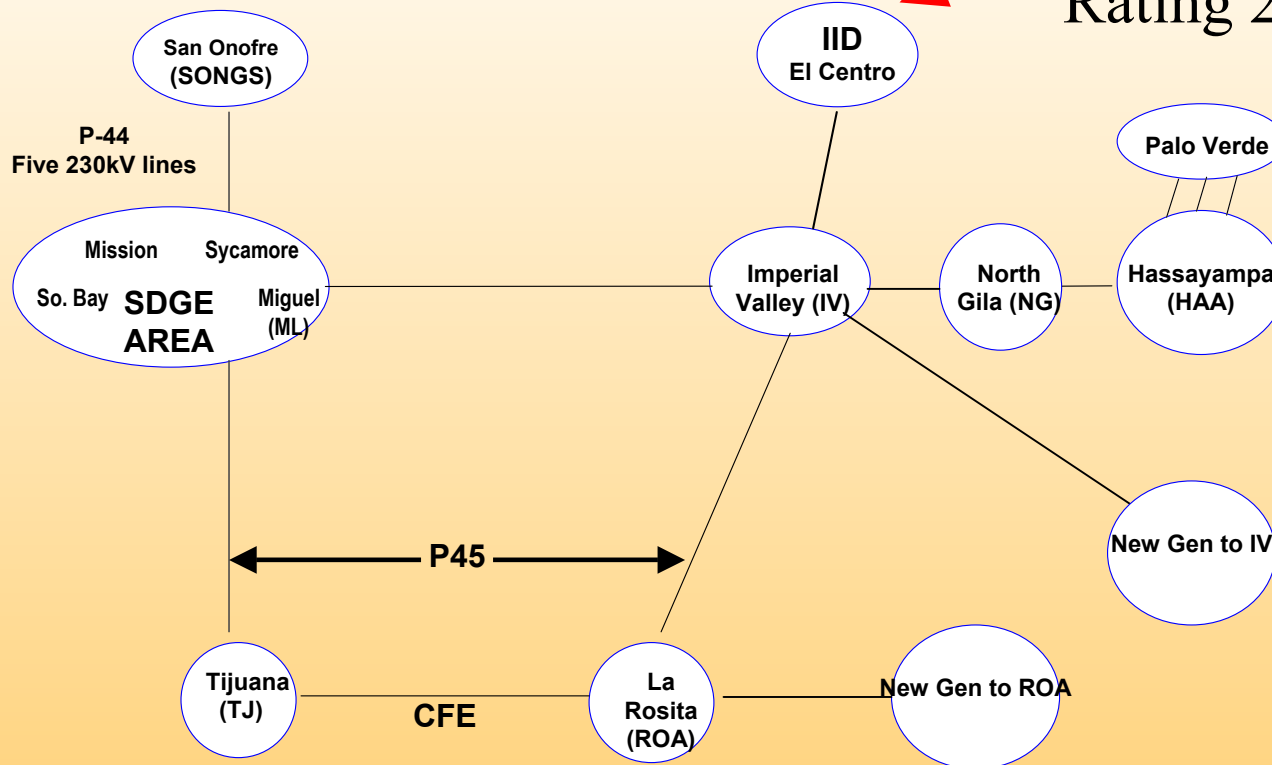 Rating 2
San Onofre
(SONGS)
IID
El Centro
P-44
Five 230kV lines
Palo Verde
Mission
Sycamore
So. Bay
SDGE
AREA
Miguel
(ML)
Imperial
Valley (IV)
North
Gila (NG)
Hassayampa
(HAA)
P45
New Gen to IV
Tijuana
(TJ)
CFE
La
Rosita
(ROA)
New Gen to ROA